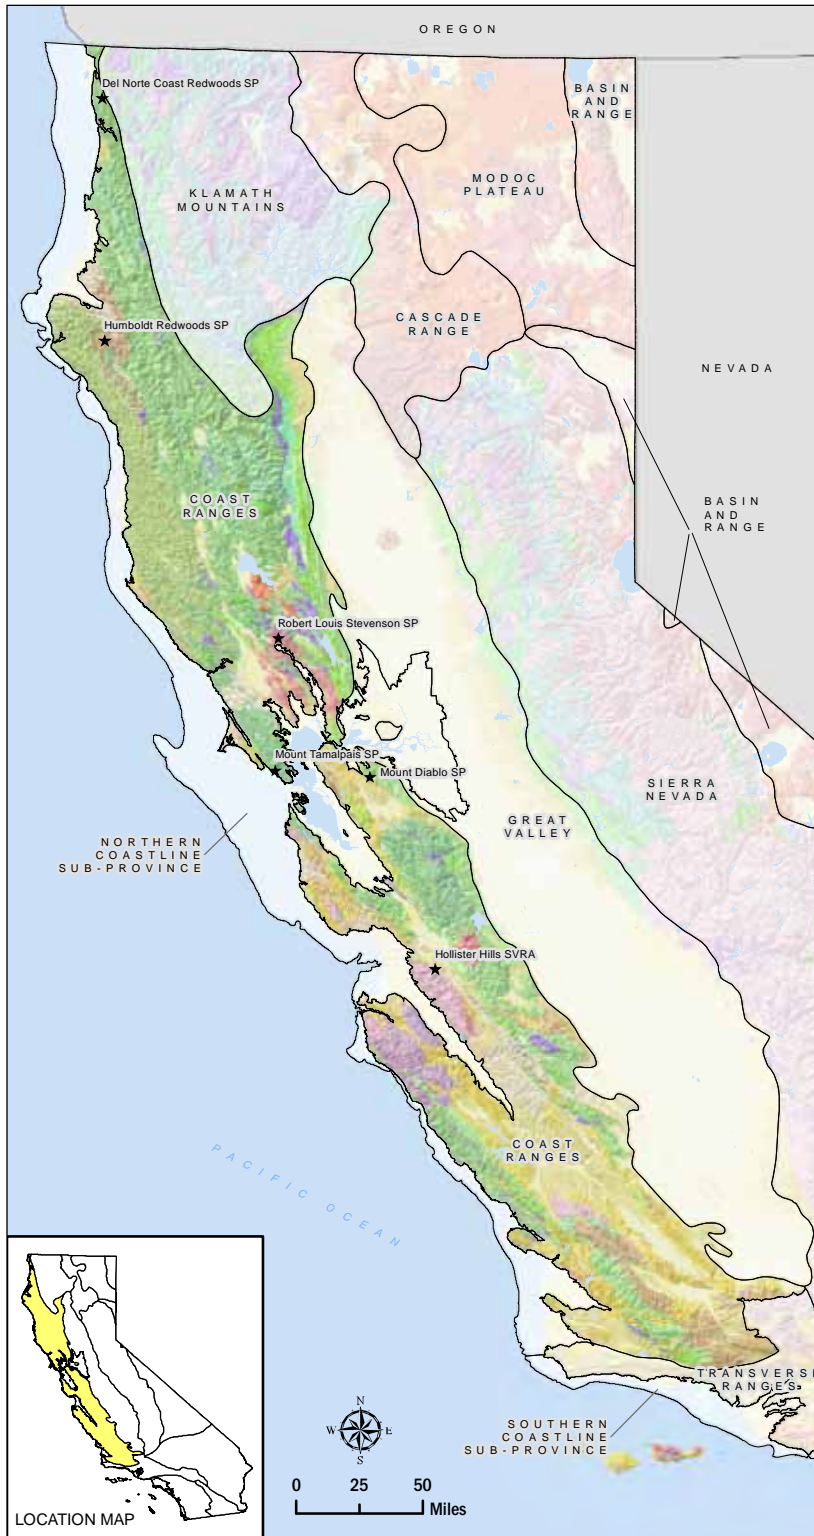 OREGON
Del Norte Coast Redwoods SP
BASIN
AND
RANGE
KLAMATH
MOUNTAINS
MODOC
PLATEAU
CASCADE
RANGE
Humboldt Redwoods SP
NEVADA
COAST
RANGES
BASIN
AND
RANGE
Robert Louis Stevenson SP
Mount Tamalpais SP
Mount Diablo SP
SIERRA
NEVADA
GREAT
VALLEY
NORTHERN
COASTLINE
SUB-PROVINCE
Hollister Hills SVRA
COAST
RANGES
PACIFIC OCEAN
TRANSVERSE
RANGES
SOUTHERN
COASTLINE
SUB-PROVINCE
N
W E
S
0 25 50
Miles
LOCATION MAP